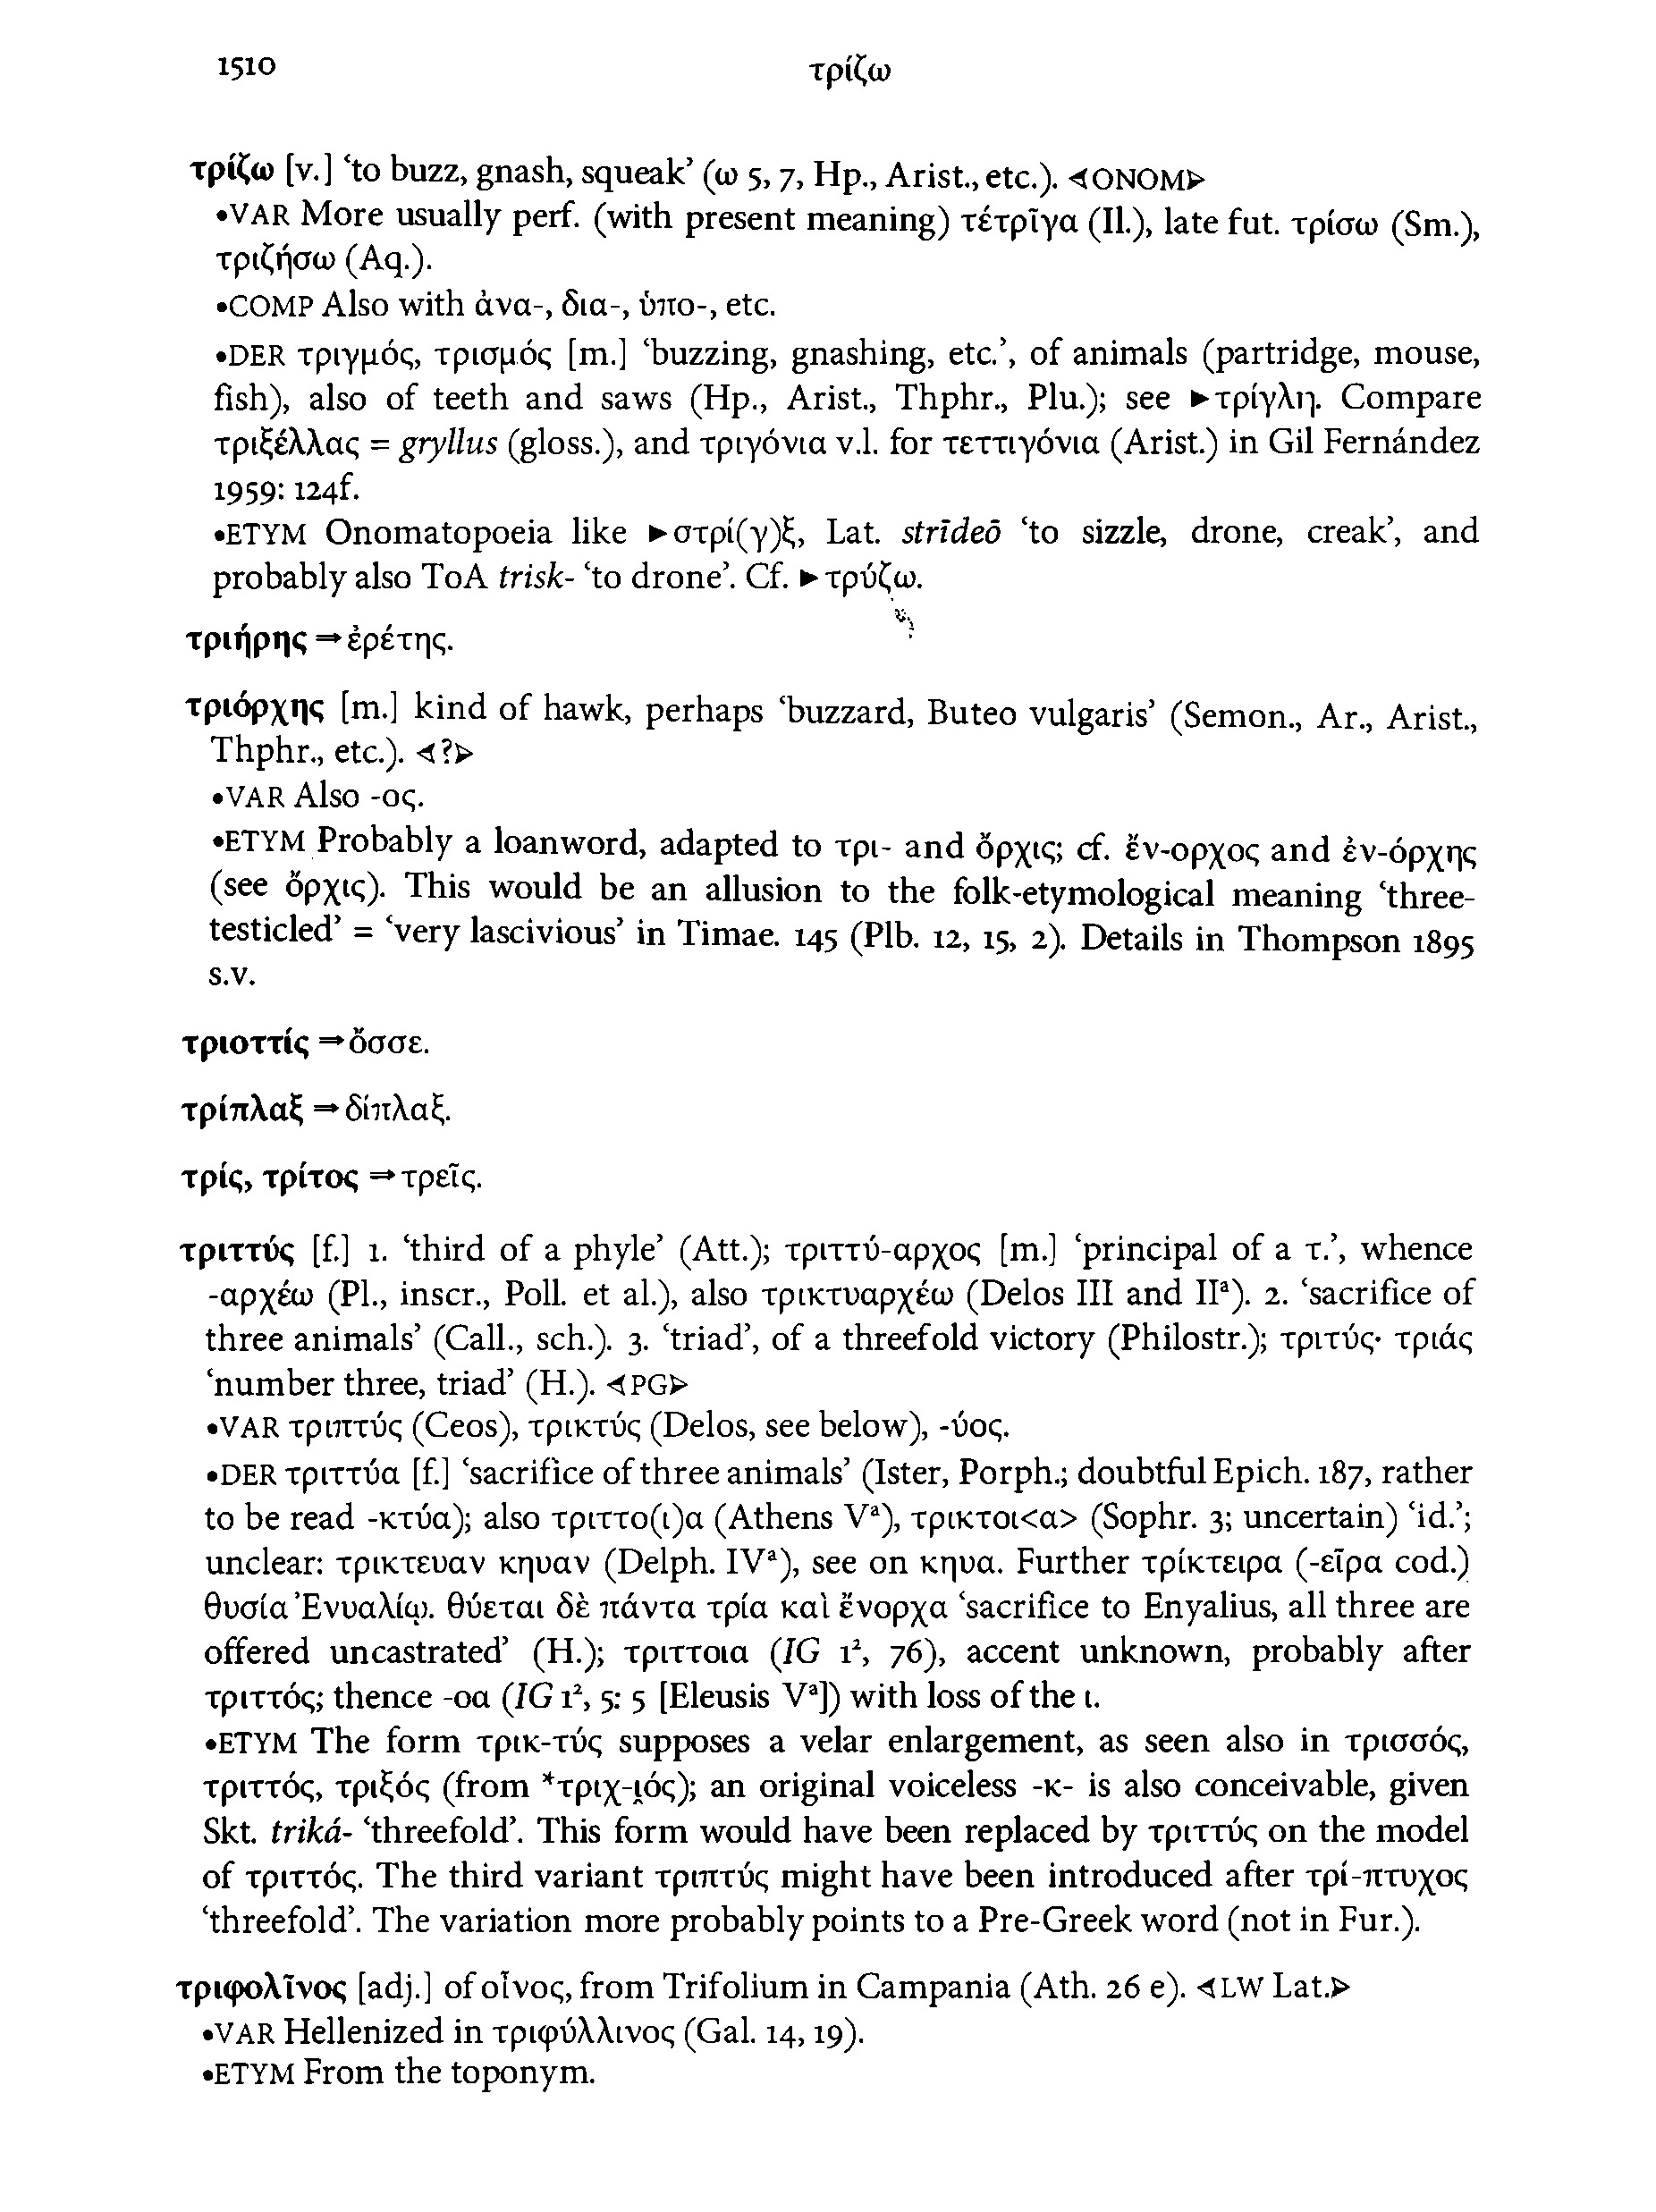 1510 τρίζω
τρίζω [v.] ‘to buzz, gnash, squeak’ (ω 5, 7, Hp., Arist., etc.). ⊲ONOM⊳
•VAR More usually perf. (with present meaning) τέτρῑγα (Il.), late fut. τρίσω (Sm.),
τριζήσω (Aq.).
•COMP Also with ἀνα-, δια-, ὑπο-, etc.
•DER τριγμός, τρισμός [m.] ‘buzzing, gnashing, etc.’, of animals (partridge, mouse,
fish), also of teeth and saws (Hp., Arist., Thphr., Plu.); see ►τρίγλη. Compare
τριξέλλας = gryllus (gloss.), and τριγόνια v.l. for τεττιγόνια (Arist.) in Gil Fernández
1959: 124f.
•ETYM Onomatopoeia like ►στρί(γ)ξ, Lat. strīdeō ‘to sizzle, drone, creak’, and
probably also ToA trisk- ‘to drone’. Cf. ►τρύζω.
τριήρης ⇒ἐρέτης.
τριόρχης [m.] kind of hawk, perhaps ‘buzzard, Buteo vulgaris’ (Semon., Ar., Arist.,
Thphr., etc.). ⊲?⊳
•VAR Also -ος.
•ETYM Probably a loanword, adapted to τρι- and ὄρχις; cf. ἔν-ορχος and ἐν-όρχης
(see ὄρχις). This would be an allusion to the folk-etymological meaning ‘three-
testicled’ = ‘very lascivious’ in Timae. 145 (Plb. 12, 15, 2). Details in Thompson 1895
s.v.
τριοττίς ⇒ὄσσε.
τρίπλαξ ⇒δίπλαξ.
τρίς, τρίτος ⇒τρεῖς.
τριττύς [f.] 1. ‘third of a phyle’ (Att.); τριττύ-αρχος [m.] ‘principal of a τ.’, whence
-αρχέω (Pl., inscr., Poll. et al.), also τρικτυαρχέω (Delos III and IIᵃ). 2. ‘sacrifice of
three animals’ (Call., sch.). 3. ‘triad’, of a threefold victory (Philostr.); τριτύς· τριάς
‘number three, triad’ (H.). ⊲PG⊳
•VAR τριπτύς (Ceos), τρικτύς (Delos, see below), -ύος.
•DER τριττύα [f.] ‘sacrifice of three animals’ (Ister, Porph.; doubtful Epich. 187, rather
to be read -κτύα); also τριττο(ι)α (Athens Vᵃ), τρικτοι<α> (Sophr. 3; uncertain) ‘id.’;
unclear: τρικτευαν κηυαν (Delph. IVᵃ), see on κηυα. Further τρίκτειρα (-εῖρα cod.)
θυσία Ἐνυαλίῳ. θύεται δὲ πάντα τρία καὶ ἔνορχα ‘sacrifice to Enyalius, all three are
offered uncastrated’ (H.); τριττοια (IG 1², 76), accent unknown, probably after
τριττός; thence -οα (IG 1², 5: 5 [Eleusis Vᵃ]) with loss of the ι.
•ETYM The form τρικ-τύς supposes a velar enlargement, as seen also in τρισσός,
τριττός, τριξός (from *τριχ-ι̯ός); an original voiceless -κ- is also conceivable, given
Skt. triká- ‘threefold’. This form would have been replaced by τριττύς on the model
of τριττός. The third variant τριπτύς might have been introduced after τρί-πτυχος
‘threefold’. The variation more probably points to a Pre-Greek word (not in Fur.).
τριφολῖνος [adj.] of οἶνος, from Trifolium in Campania (Ath. 26 e). ⊲LW Lat.⊳
•VAR Hellenized in τριφύλλινος (Gal. 14, 19).
•ETYM From the toponym.